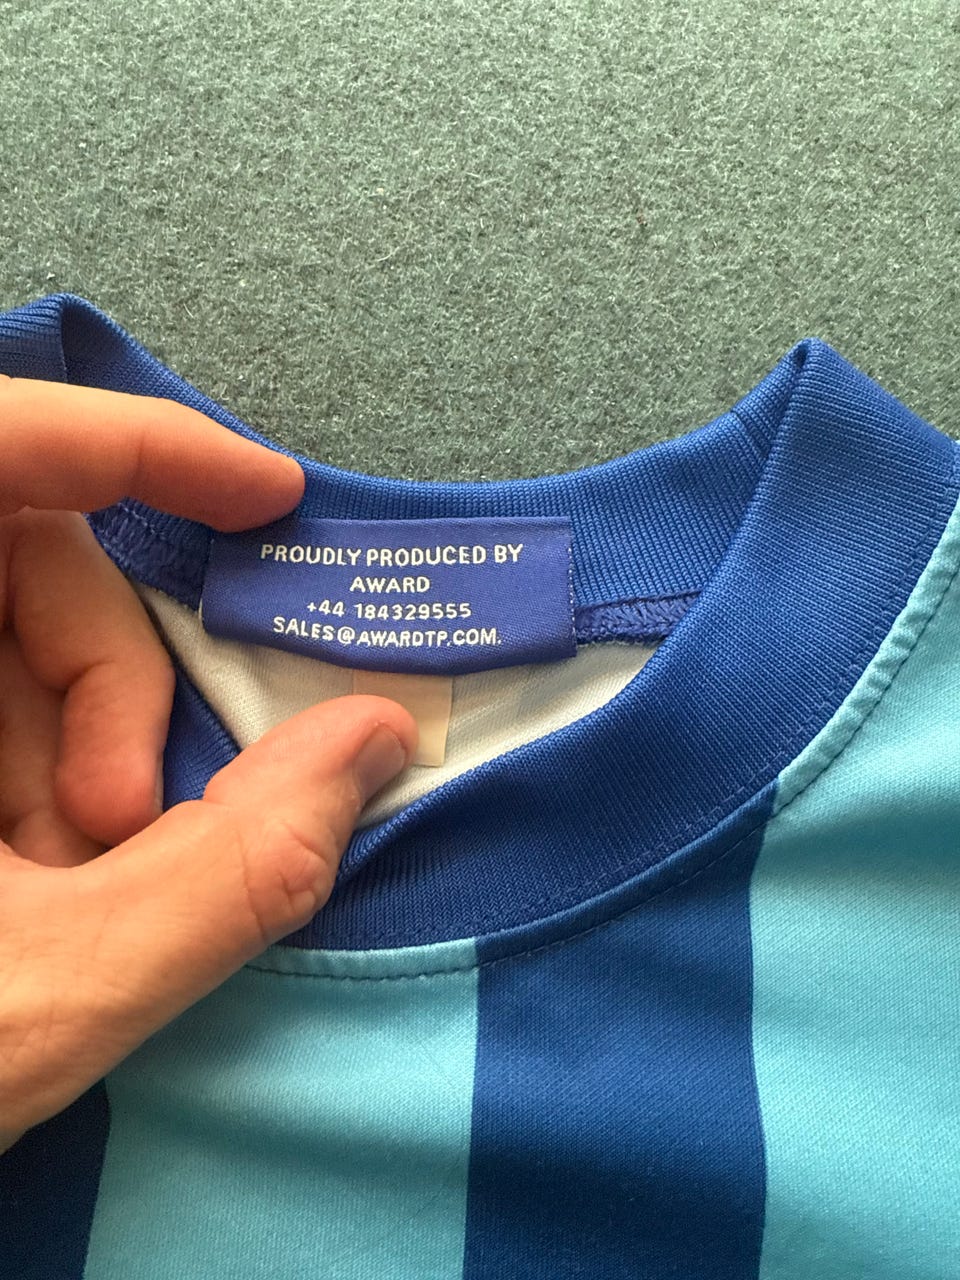 PROUDLY PRODUCED BY
AWARD
+44 184329555
SALES@AWARDTP.COM.